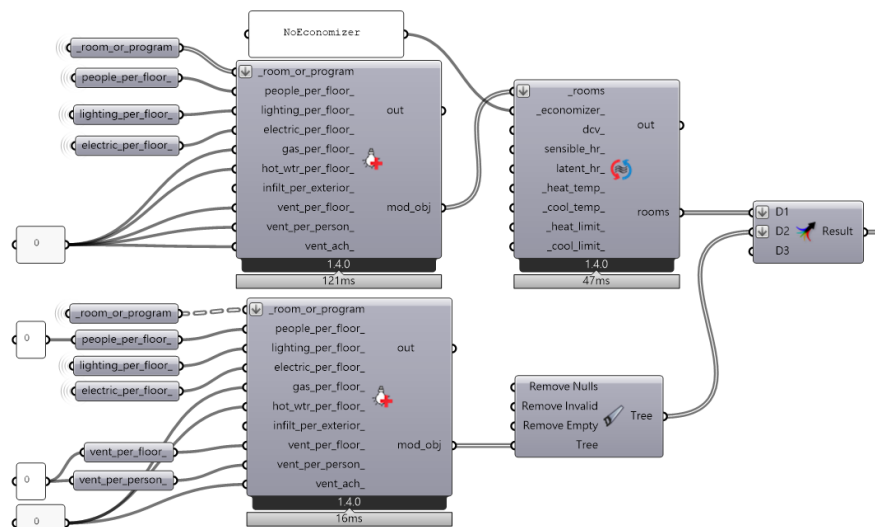 NoEconomizer
_room_or_program
people_per_floor_
lighting_per_floor_
electric_per_floor_
0
_room_or_program
people_per_floor_
lighting_per_floor_
electric_per_floor_
gas_per_floor_
hot_wtr_per_floor_
infilt_per_exterior_
vent_per_floor_
vent_per_person_
vent_ach_
out
mod_obj
1.4.0
121ms
_rooms
_economizer_
dcv_
sensible_hr_
latent_hr_
_heat_temp_
_cool_temp_
_heat_limit_
_cool_limit_
out
rooms
1.4.0
47ms
D1
D2
D3
Result
_room_or_program
0
people_per_floor_
lighting_per_floor_
electric_per_floor_
0
vent_per_floor_
vent_per_person_
0
_room_or_program
people_per_floor_
lighting_per_floor_
electric_per_floor_
gas_per_floor_
hot_wtr_per_floor_
infilt_per_exterior_
vent_per_floor_
vent_per_person_
vent_ach_
out
mod_obj
1.4.0
16ms
Remove Nulls
Remove Invalid
Remove Empty
Tree
Tree